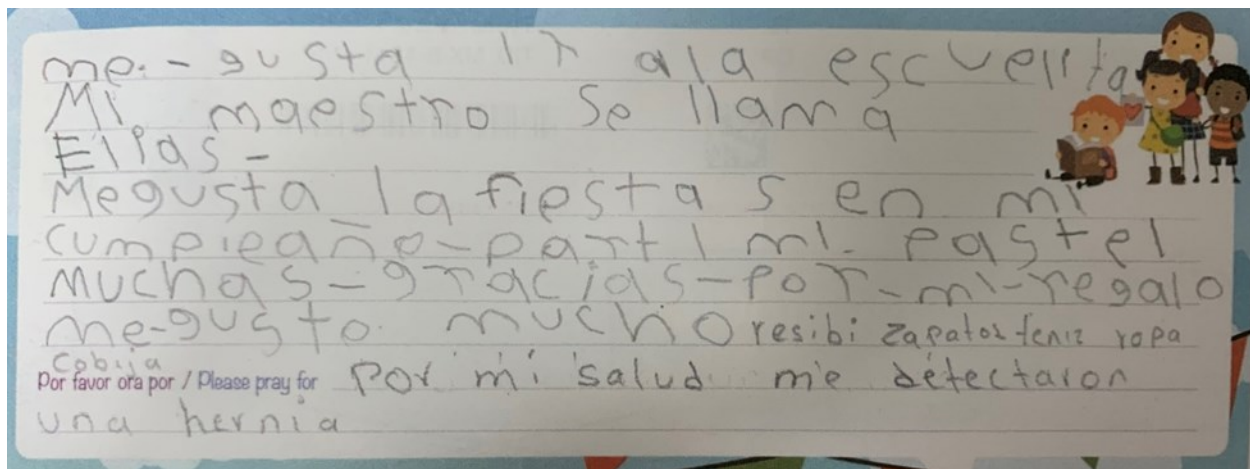 me.- gusta ir ala escuelita
Mi maestro se llama
Elias-
Megusta la fiesta s en mi
cumpleaño-parti mi- pastel
muchas-gracias-por-mi-regalo
me-gusto. mucho resibi zapatos teniz ropa
cobija
Por favor ora por / Please pray for Por mi salud me detectaron
una hernia